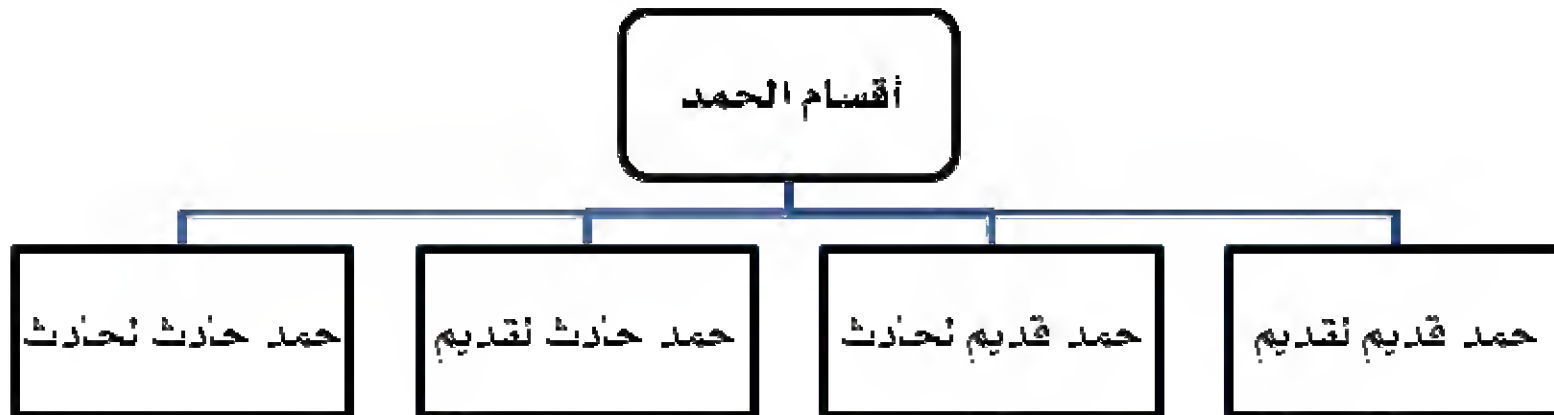 أقسام الحمد
حمد قديم لقديم
حمد قديم لحادث
حمد حادث لقديم
حمد حادث لحادث